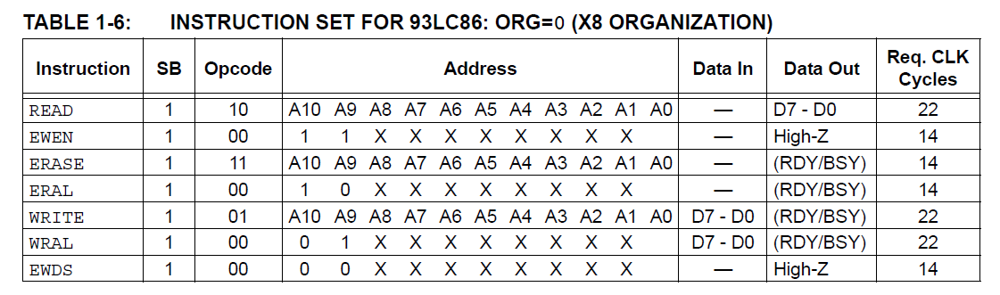 TABLE 1-6: INSTRUCTION SET FOR 93LC86: ORG=0 (X8 ORGANIZATION)
Instruction SB Opcode Address Data In Data Out Req. CLK Cycles
READ 1 10 A10 A9 A8 A7 A6 A5 A4 A3 A2 A1 A0 — D7 - D0 22
EWEN 1 00 1 1 X X X X X X X X — High-Z 14
ERASE 1 11 A10 A9 A8 A7 A6 A5 A4 A3 A2 A1 A0 — (RDY/BSY) 14
ERAL 1 00 1 0 X X X X X X X X — (RDY/BSY) 14
WRITE 1 01 A10 A9 A8 A7 A6 A5 A4 A3 A2 A1 A0 D7 - D0 (RDY/BSY) 22
WRAL 1 00 0 1 X X X X X X X X D7 - D0 (RDY/BSY) 22
EWDS 1 00 0 0 X X X X X X X X — High-Z 14